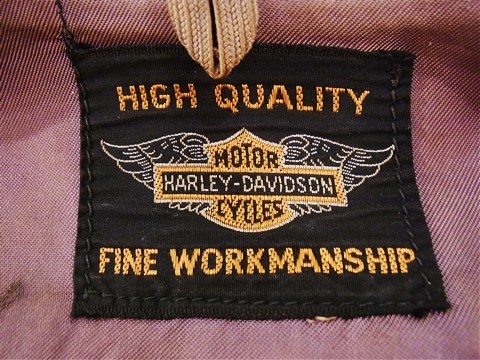 HIGH QUALITY
MOTOR
HARLEY-DAVIDSON
CYCLES
FINE WORKMANSHIP